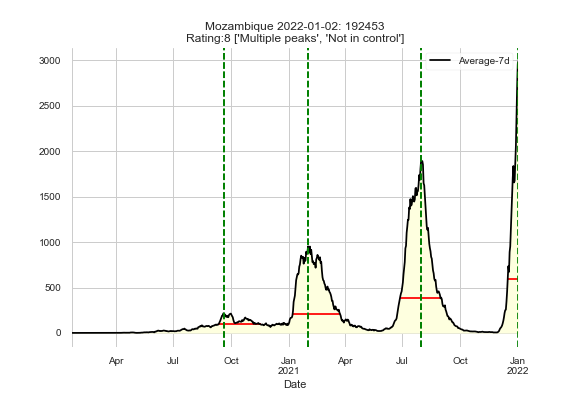 Mozambique 2022-01-02: 192453
Rating:8 ['Multiple peaks', 'Not in control']
Average-7d
3000
2500
2000
1500
1000
500
0
Apr Jul Oct Jan Apr Jul Oct Jan
2021 2022
Date